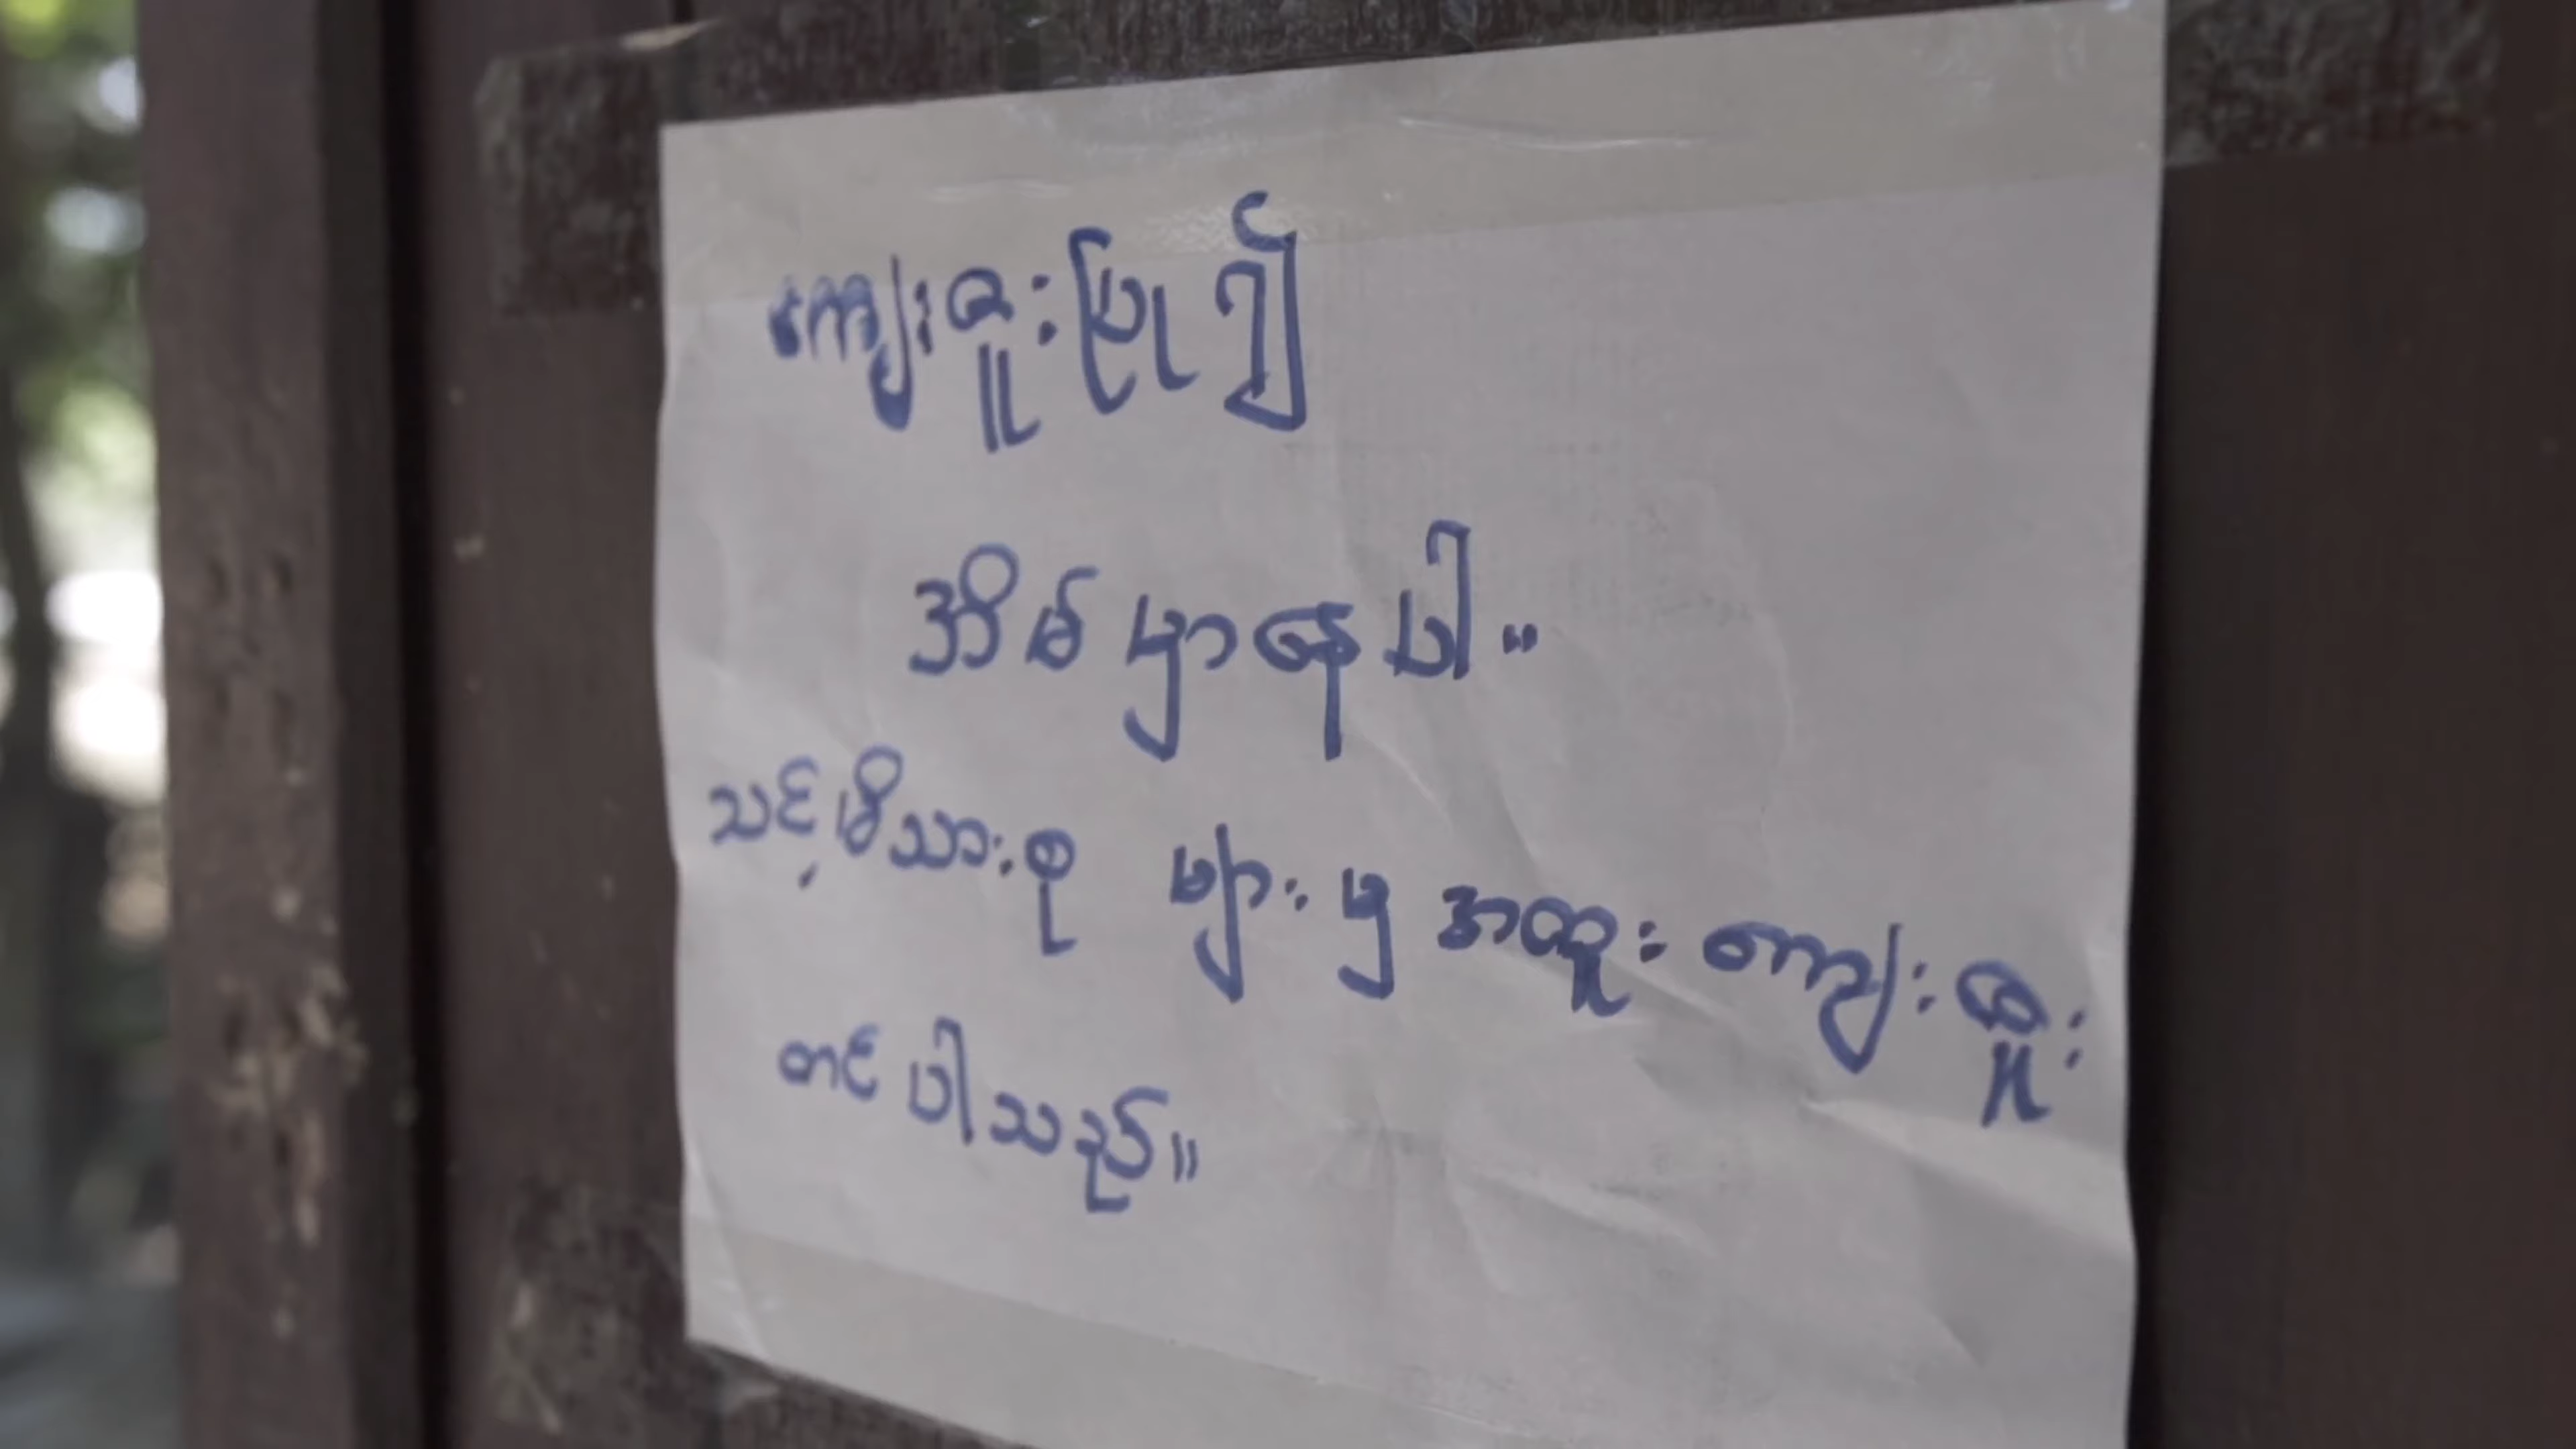 ကျေးဇူးပြု၍
အိမ်မှာနေပါ။
သင့်မိသားစု များမှ အထူး ကျေးဇူး
တင်ပါသည်။